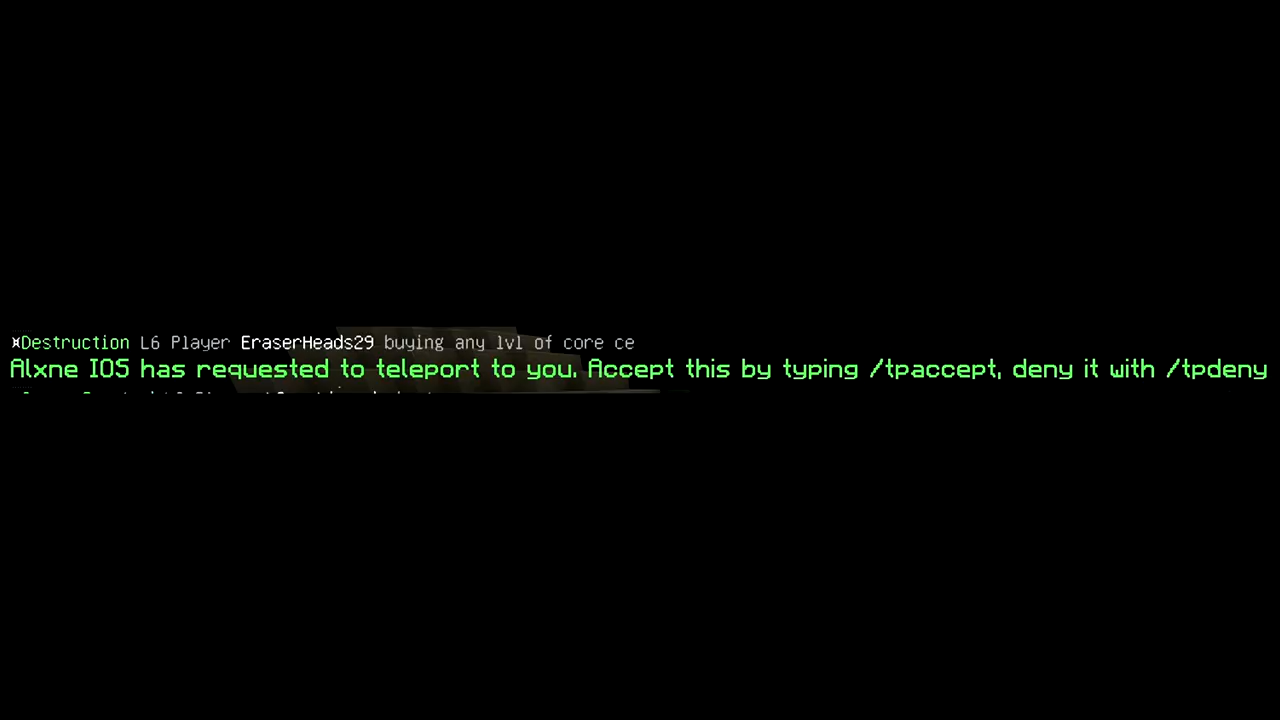 ¤Destruction L6 Player EraserHeads29 buying any lvl of core ce
Alxne IOS has requested to teleport to you. Accept this by typing /tpaccept, deny it with /tpdeny